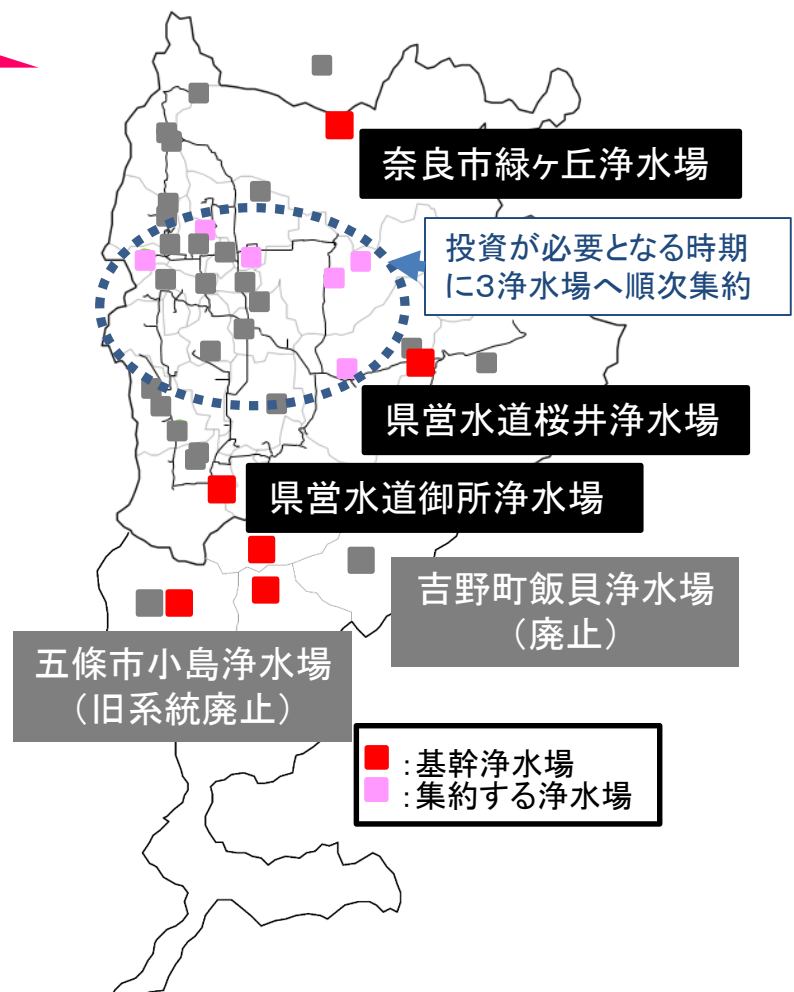 奈良市緑ヶ丘浄水場
投資が必要となる時期
に3浄水場へ順次集約
県営水道桜井浄水場
県営水道御所浄水場
吉野町飯貝浄水場
（廃止）
五條市小島浄水場
（旧系統廃止）
：基幹浄水場
：集約する浄水場